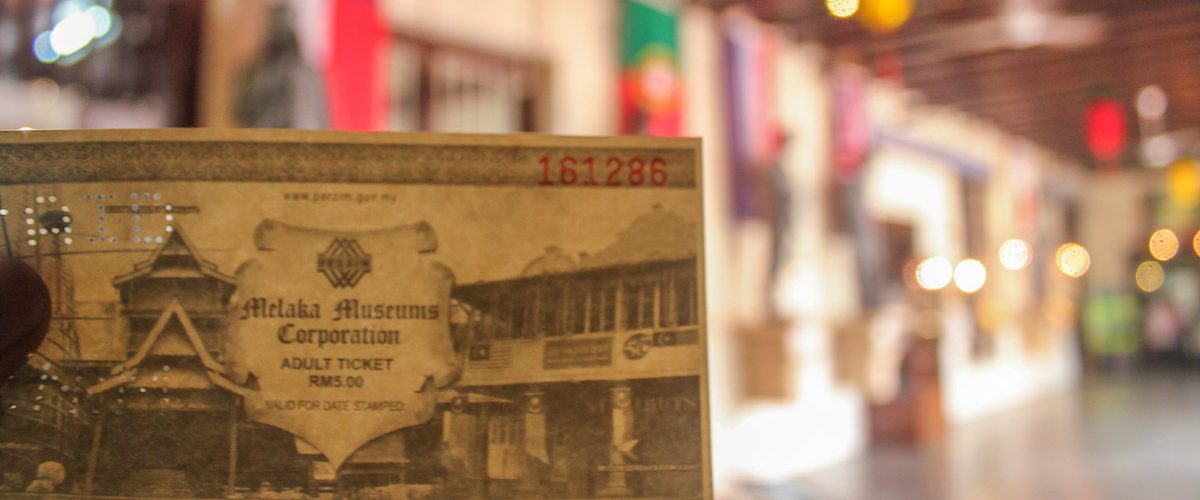 161286
www.perzim.gov.my
PERZIM
Melaka Museums
Corporation
ADULT TICKET
RM5.00
VALID FOR DATE STAMPED: